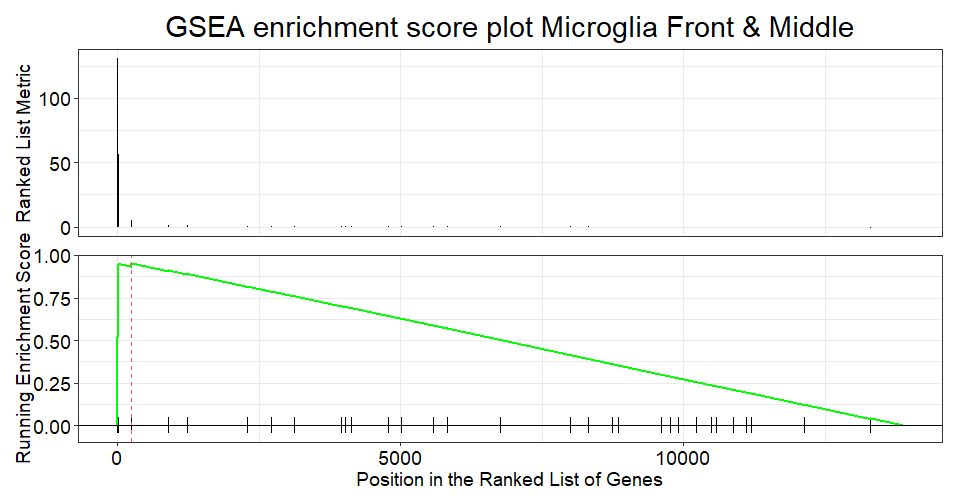 GSEA enrichment score plot Microglia Front & Middle
Ranked List Metric
100
50
0
Running Enrichment Score
1.00
0.75
0.50
0.25
0.00
0 5000 10000
Position in the Ranked List of Genes